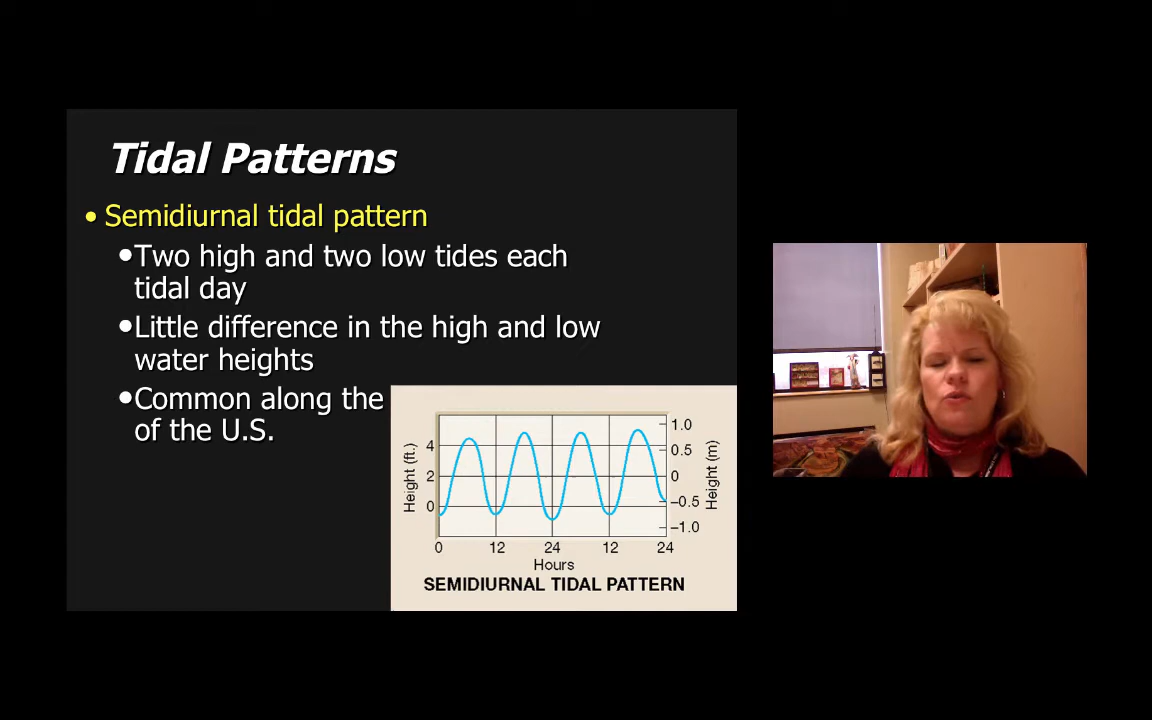 Tidal Patterns
• Semidiurnal tidal pattern
•Two high and two low tides each
tidal day
•Little difference in the high and low
water heights
•Common along the
of the U.S.
Height (ft.)
4
2
0
1.0
0.5
0
–0.5
–1.0
Height (m)
0 12 24 12 24
Hours
SEMIDIURNAL TIDAL PATTERN